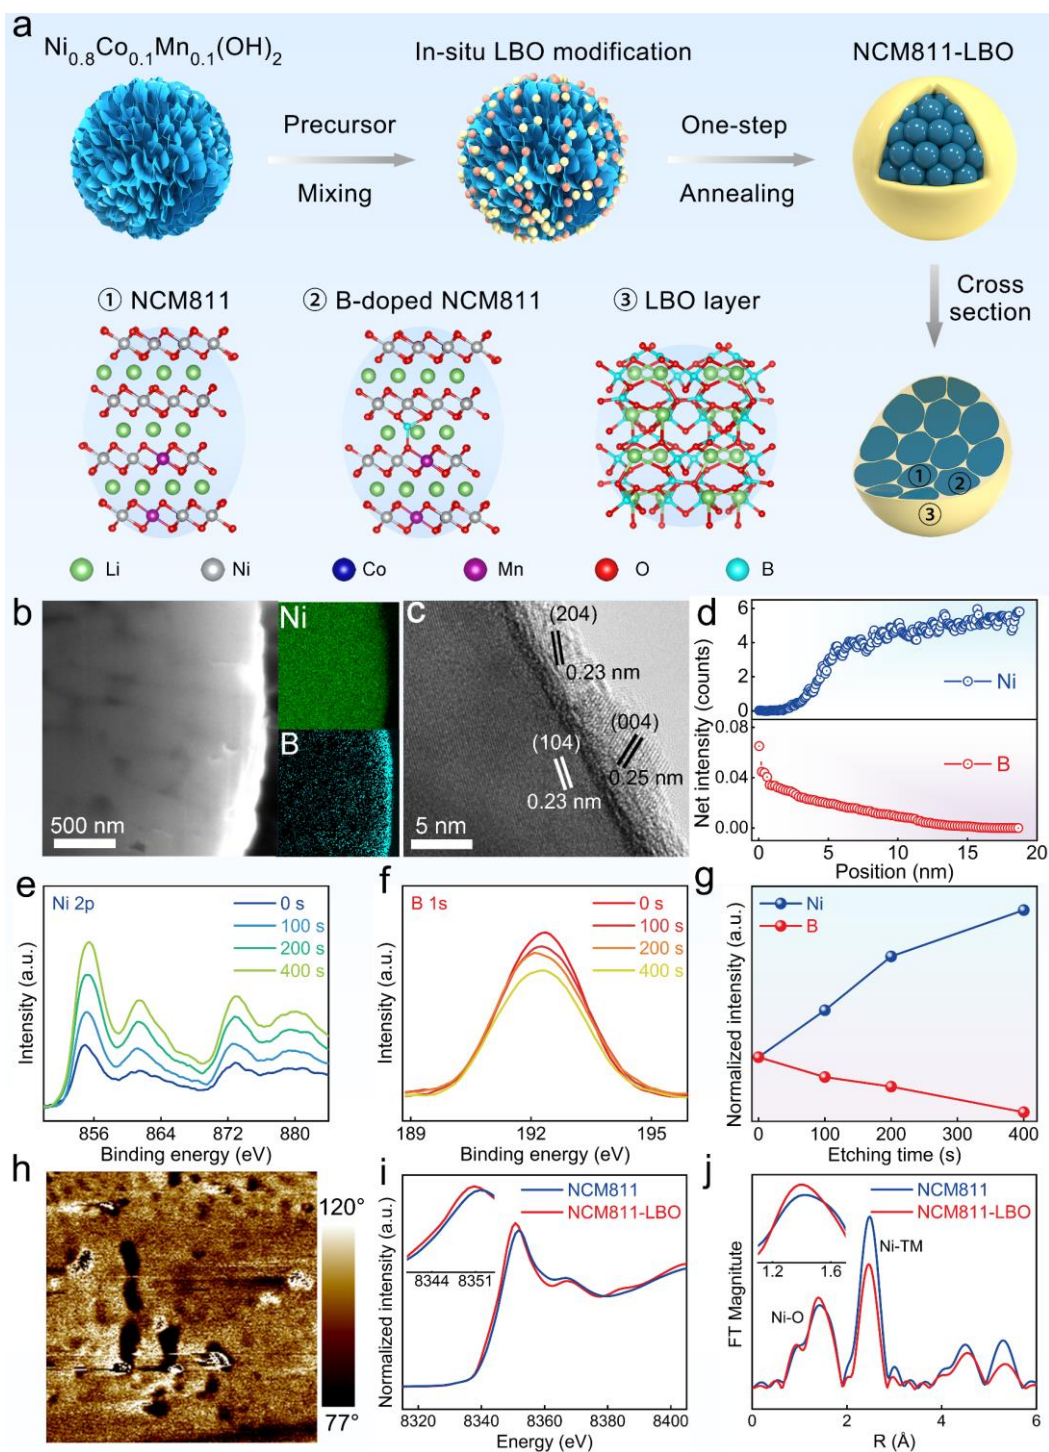 a
Ni0.8Co0.1Mn0.1(OH)2
In-situ LBO modification
NCM811-LBO
Precursor
Mixing
One-step
Annealing
Cross
section
① NCM811
② B-doped NCM811
③ LBO layer
①
②
③
Li
Ni
Co
Mn
O
B
b
Ni
B
500 nm
c
(204)
0.23 nm
(004)
0.25 nm
(104)
0.23 nm
5 nm
d
Net intensity (counts)
6
4
2
0
Ni
0.08
0.04
0.00
B
0 5 10 15 20
Position (nm)
e
Ni 2p
0 s
100 s
200 s
400 s
Intensity (a.u.)
856 864 872 880
Binding energy (eV)
f
B 1s
0 s
100 s
200 s
400 s
Intensity (a.u.)
189 192 195
Binding energy (eV)
g
Ni
B
Normalized intensity (a.u.)
0 100 200 300 400
Etching time (s)
h
120°
77°
i
NCM811
NCM811-LBO
8344 8351
Normalized intensity (a.u.)
8320 8340 8360 8380 8400
Energy (eV)
j
NCM811
NCM811-LBO
1.2 1.6
Ni-TM
Ni-O
FT Magnitude
0 2 4 6
R (Å)